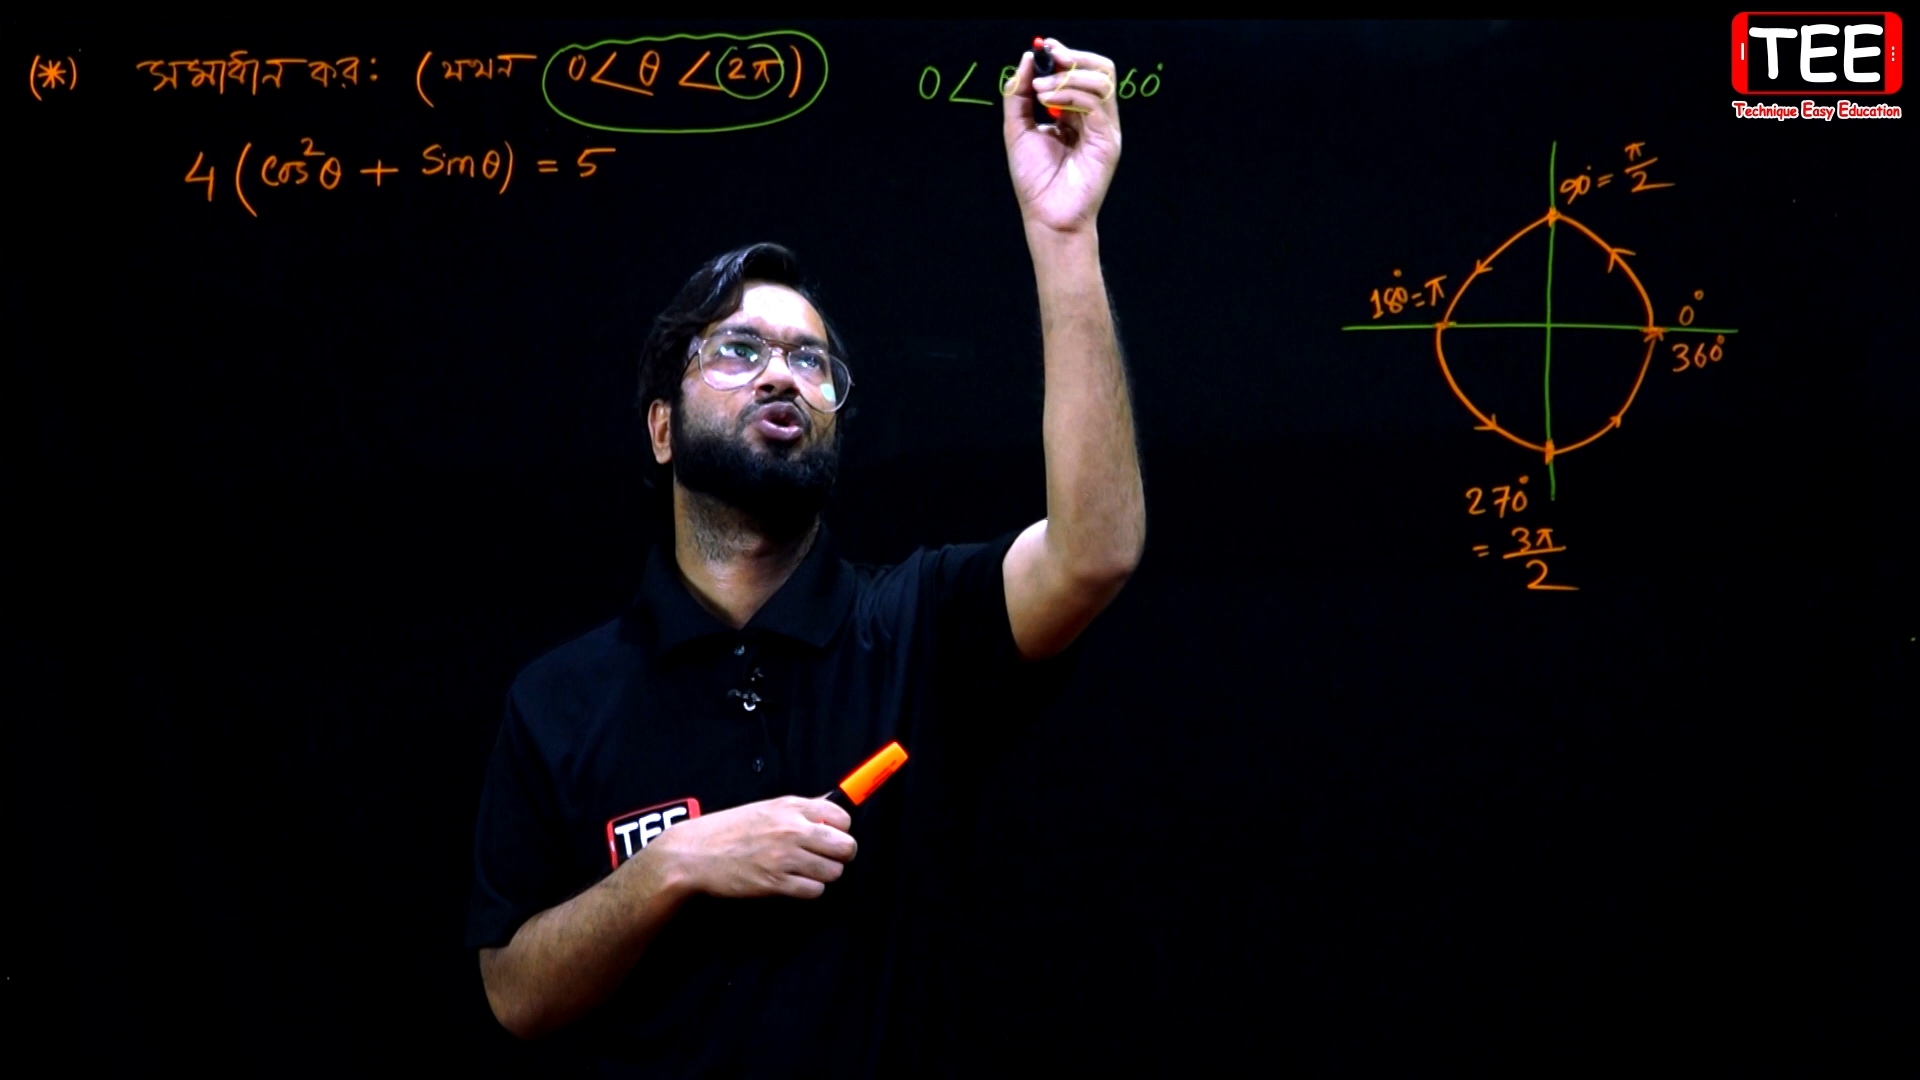 (*) সমাধান কর: (যখন 0 < θ < 2π) 0 < θ < 360°
4 (cos²θ + Sinθ) = 5
90° = π/2
180° = π
0°
360°
270°
= 3π/2
TEE
Technique Easy Education
TEE